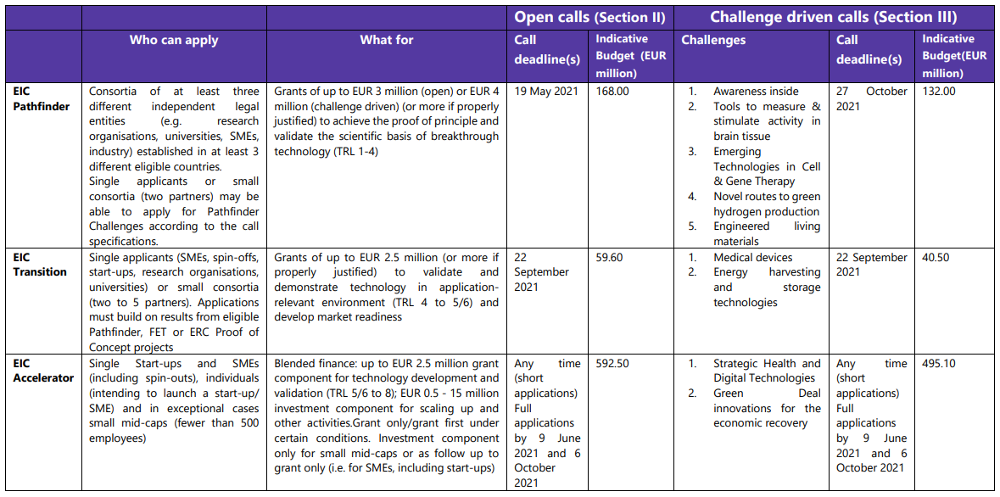 Open calls (Section II)
Challenge driven calls (Section III)
Who can apply
What for
Call
deadline(s)
Indicative
Budget (EUR
million)
Challenges
Call
deadline(s)
Indicative
Budget(EUR
million)
EIC
Pathfinder
Consortia of at least three
different independent legal
entities (e.g. research
organisations, universities, SMEs,
industry) established in at least 3
different eligible countries.
Single applicants or small
consortia (two partners) may be
able to apply for Pathfinder
Challenges according to the call
specifications.
Grants of up to EUR 3 million (open) or EUR 4
million (challenge driven) (or more if properly
justified) to achieve the proof of principle and
validate the scientific basis of breakthrough
technology (TRL 1-4)
19 May 2021
168.00
1. Awareness inside
2. Tools to measure &
stimulate activity in
brain tissue
3. Emerging
Technologies in Cell
& Gene Therapy
4. Novel routes to green
hydrogen production
5. Engineered living
materials
27 October
2021
132.00
EIC
Transition
Single applicants (SMEs, spin-offs,
start-ups, research organisations,
universities) or small consortia
(two to 5 partners). Applications
must build on results from eligible
Pathfinder, FET or ERC Proof of
Concept projects
Grants of up to EUR 2.5 million (or more if
properly justified) to validate and
demonstrate technology in application-
relevant environment (TRL 4 to 5/6) and
develop market readiness
22
September
2021
59.60
1. Medical devices
2. Energy harvesting
and storage
technologies
22 September
2021
40.50
EIC
Accelerator
Single Start-ups and SMEs
(including spin-outs), individuals
(intending to launch a start-up/
SME) and in exceptional cases
small mid-caps (fewer than 500
employees)
Blended finance: up to EUR 2.5 million grant
component for technology development and
validation (TRL 5/6 to 8); EUR 0.5 - 15 million
investment component for scaling up and
other activities.Grant only/grant first under
certain conditions. Investment component
only for small mid-caps or as follow up to
grant only (i.e. for SMEs, including start-ups)
Any time
(short
applications)
Full
applications
by 9 June
2021 and 6
October
2021
592.50
1. Strategic Health and
Digital Technologies
2. Green Deal
innovations for the
economic recovery
Any time
(short
applications)
Full
applications
by 9 June
2021 and 6
October 2021
495.10